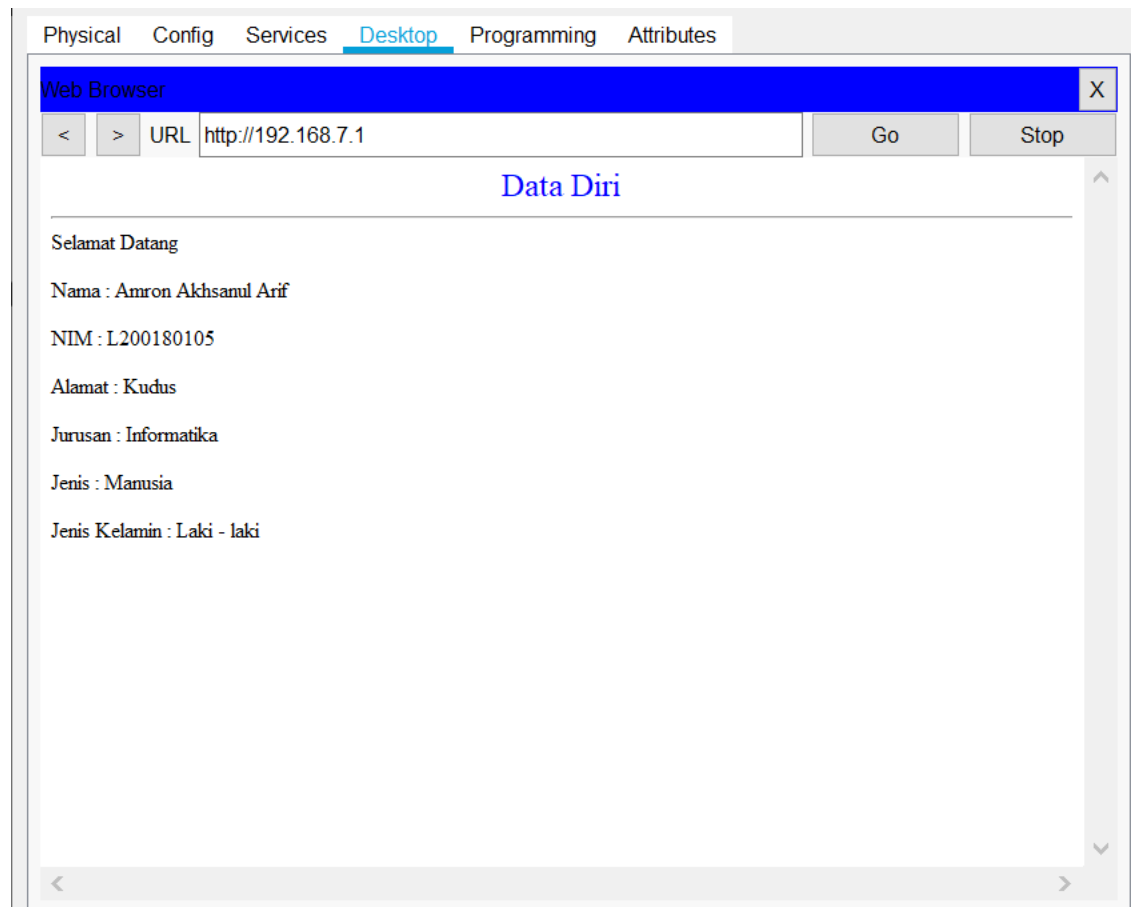 Physical Config Services Desktop Programming Attributes
Web Browser X
< > URL http://192.168.7.1 Go Stop
Data Diri
Selamat Datang
Nama : Amron Akhsanul Arif
NIM : L200180105
Alamat : Kudus
Jurusan : Informatika
Jenis : Manusia
Jenis Kelamin : Laki - laki